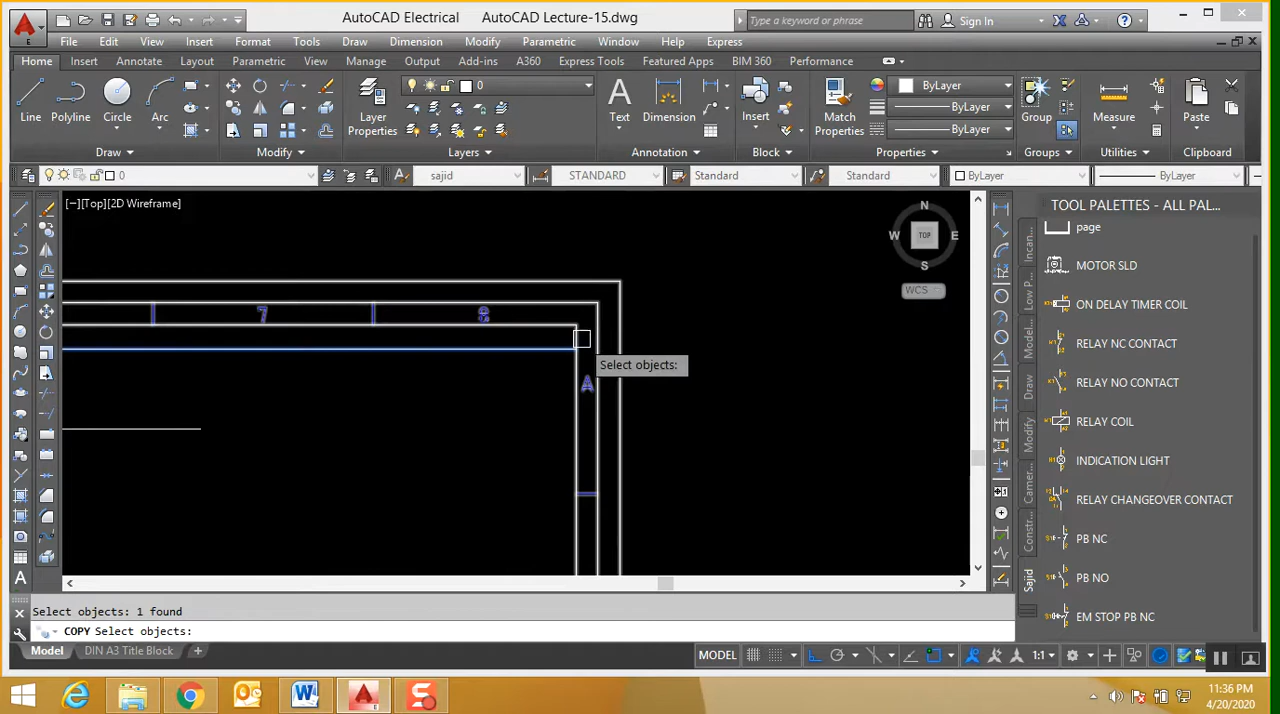 AutoCAD Electrical AutoCAD Lecture-15.dwg
Type a keyword or phrase
Sign In
E
File Edit View Insert Format Tools Draw Dimension Modify Parametric Window Help Express
Home Insert Annotate Layout Parametric View Manage Output Add-ins A360 Express Tools Featured Apps BIM 360 Performance
0
ByLayer
Line Polyline Circle Arc Layer Properties Text Dimension Insert Match Properties Group Measure Paste
ByLayer
ByLayer
Draw Modify Layers Annotation Block Properties Groups Utilities Clipboard
0 sajid STANDARD Standard Standard ByLayer ByLayer
[−][Top][2D Wireframe]
N
W TOP E
S
WCS
7 8
Select objects:
A
TOOL PALETTES - ALL PAL...
page
MOTOR SLD
ON DELAY TIMER COIL
RELAY NC CONTACT
RELAY NO CONTACT
RELAY COIL
INDICATION LIGHT
RELAY CHANGEOVER CONTACT
PB NC
PB NO
EM STOP PB NC
Incan...
Low P...
Model...
Draw
Modify
Camer...
Constr...
Sajid
Select objects: 1 found
COPY Select objects:
Model DIN A3 Title Block +
MODEL 1:1
11:36 PM
4/20/2020